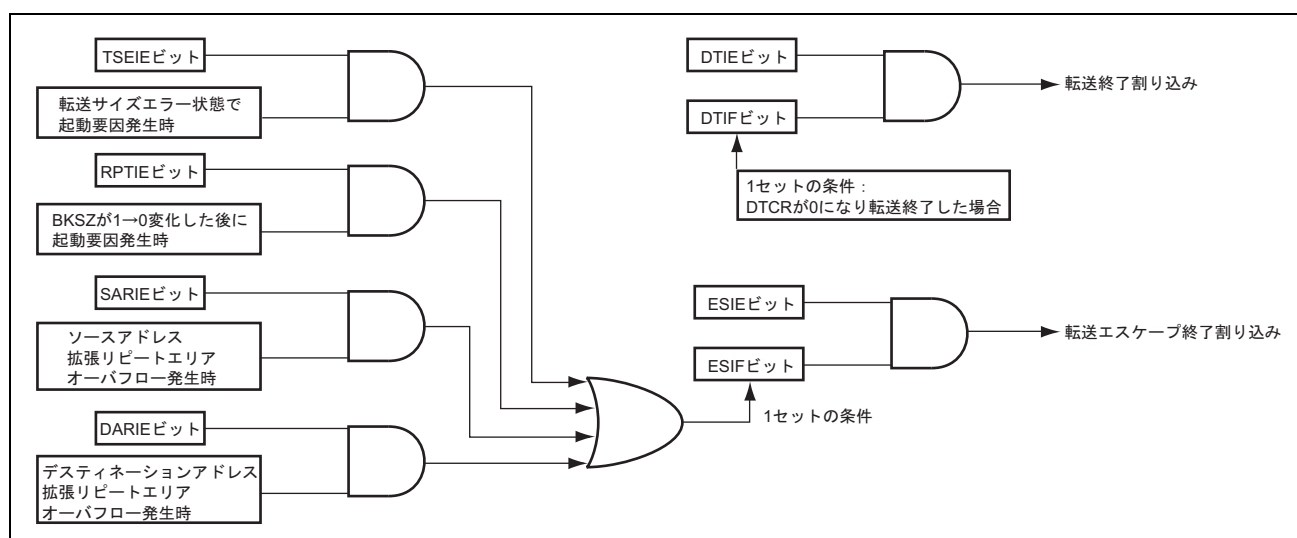 TSEIEビット
転送サイズエラー状態で
起動要因発生時
RPTIEビット
BKSZが1→0変化した後に
起動要因発生時
SARIEビット
ソースアドレス
拡張リピートエリア
オーバフロー発生時
DARIEビット
デスティネーションアドレス
拡張リピートエリア
オーバフロー発生時
DTIEビット
DTIFビット
転送終了割り込み
1セットの条件：
DTCRが0になり転送終了した場合
ESIEビット
ESIFビット
転送エスケープ終了割り込み
1セットの条件